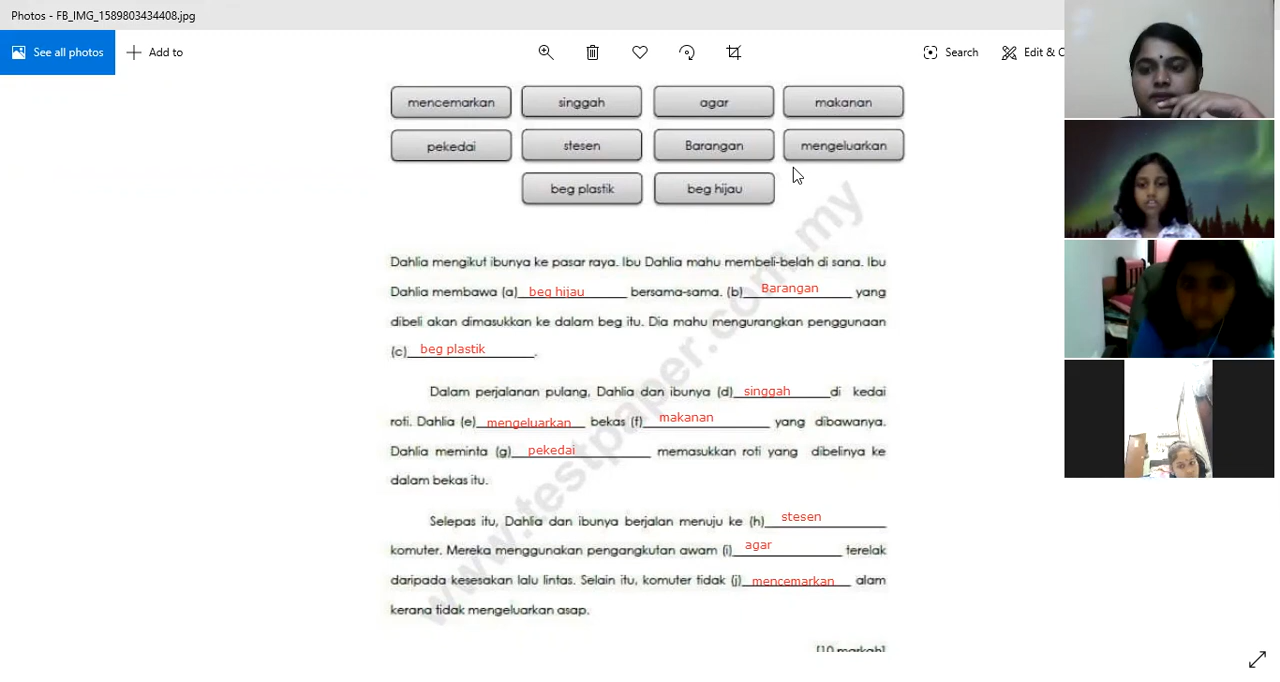 Photos - FB_IMG_1589803434408.jpg
See all photos Add to Search Edit & C
mencemarkan singgah agar makanan
pekedai stesen Barangan mengeluarkan
beg plastik beg hijau
Dahlia mengikut ibunya ke pasar raya. Ibu Dahlia mahu membeli-belah di sana. Ibu
Dahlia membawa (a) beg hijau bersama-sama. (b) Barangan yang
dibeli akan dimasukkan ke dalam beg itu. Dia mahu mengurangkan penggunaan
(c) beg plastik.
Dalam perjalanan pulang, Dahlia dan ibunya (d) singgah di kedai
roti. Dahlia (e) mengeluarkan bekas (f) makanan yang dibawanya.
Dahlia meminta (g) pekedai memasukkan roti yang dibelinya ke
dalam bekas itu.
Selepas itu, Dahlia dan ibunya berjalan menuju ke (h) stesen
komuter. Mereka menggunakan pengangkutan awam (i) agar terelak
daripada kesesakan lalu lintas. Selain itu, komuter tidak (j) mencemarkan alam
kerana tidak mengeluarkan asap.
[10 markah]
www.testpaper.com.my